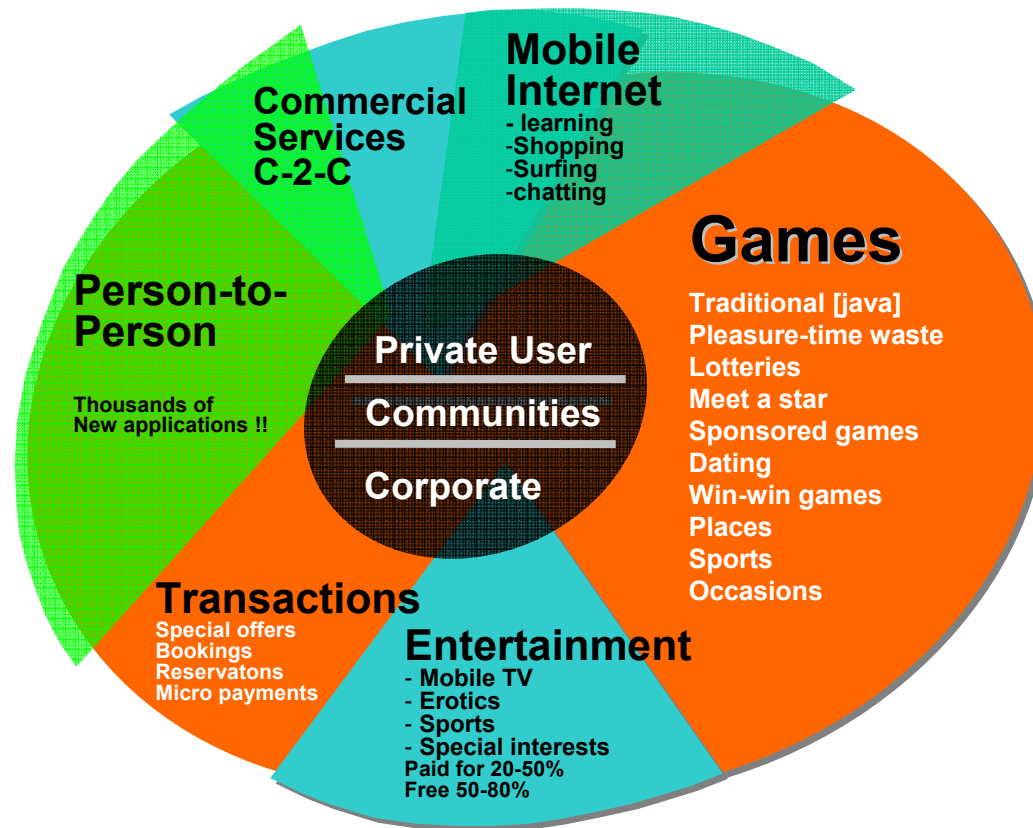 Mobile
Internet
- learning
-Shopping
-Surfing
-chatting
Commercial
Services
C-2-C
Games
Traditional [java]
Pleasure-time waste
Lotteries
Meet a star
Sponsored games
Dating
Win-win games
Places
Sports
Occasions
Person-to-
Person
Thousands of
New applications !!
Private User
Communities
Corporate
Transactions
Special offers
Bookings
Reservatons
Micro payments
Entertainment
- Mobile TV
- Erotics
- Sports
- Special interests
Paid for 20-50%
Free 50-80%